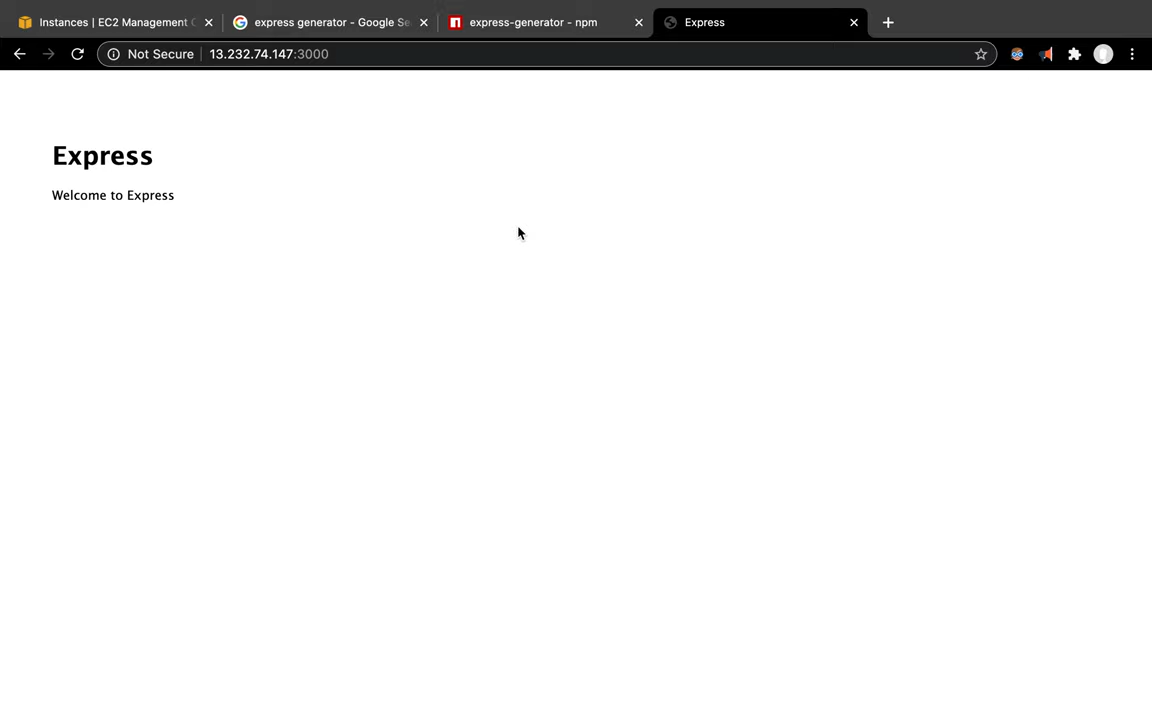 Instances | EC2 Management C
express generator - Google Se
express-generator - npm
Express
Not Secure
13.232.74.147:3000
Express
Welcome to Express